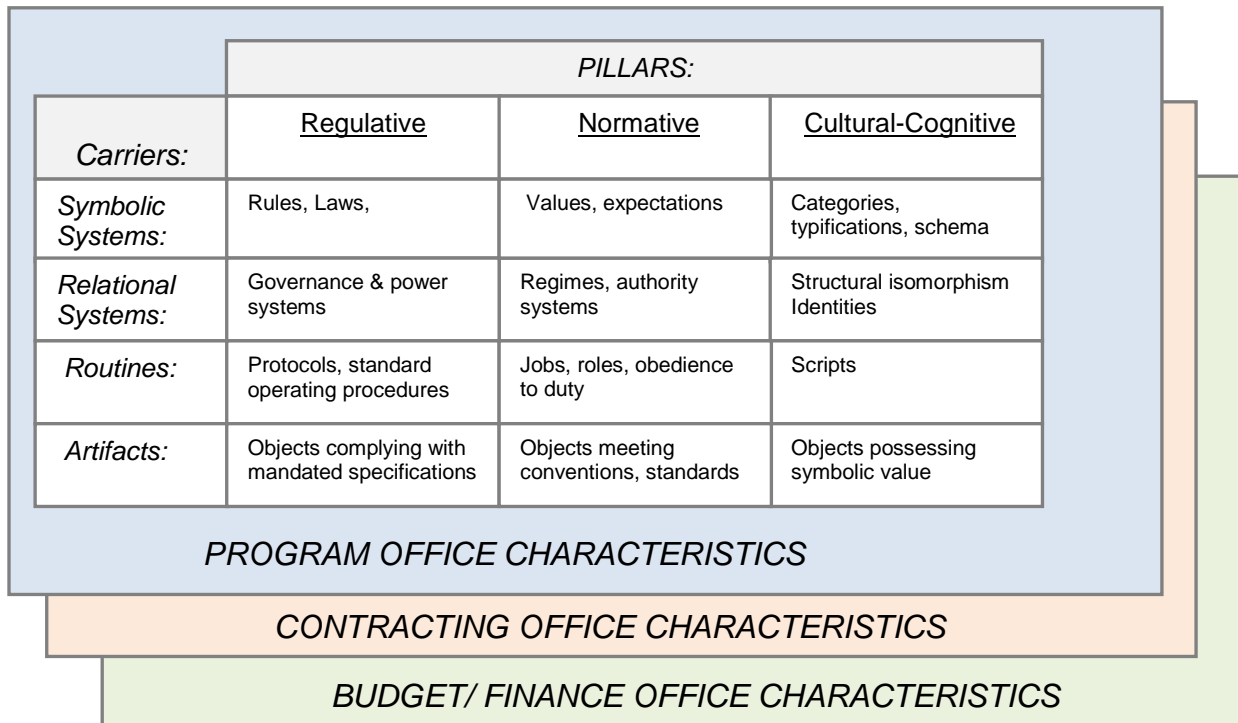 PILLARS:
Carriers:
Regulative
Normative
Cultural-Cognitive
Symbolic
Systems:
Rules, Laws,
Values, expectations
Categories,
typifications, schema
Relational
Systems:
Governance & power
systems
Regimes, authority
systems
Structural isomorphism
Identities
Routines:
Protocols, standard
operating procedures
Jobs, roles, obedience
to duty
Scripts
Artifacts:
Objects complying with
mandated specifications
Objects meeting
conventions, standards
Objects possessing
symbolic value
PROGRAM OFFICE CHARACTERISTICS
CONTRACTING OFFICE CHARACTERISTICS
BUDGET/ FINANCE OFFICE CHARACTERISTICS